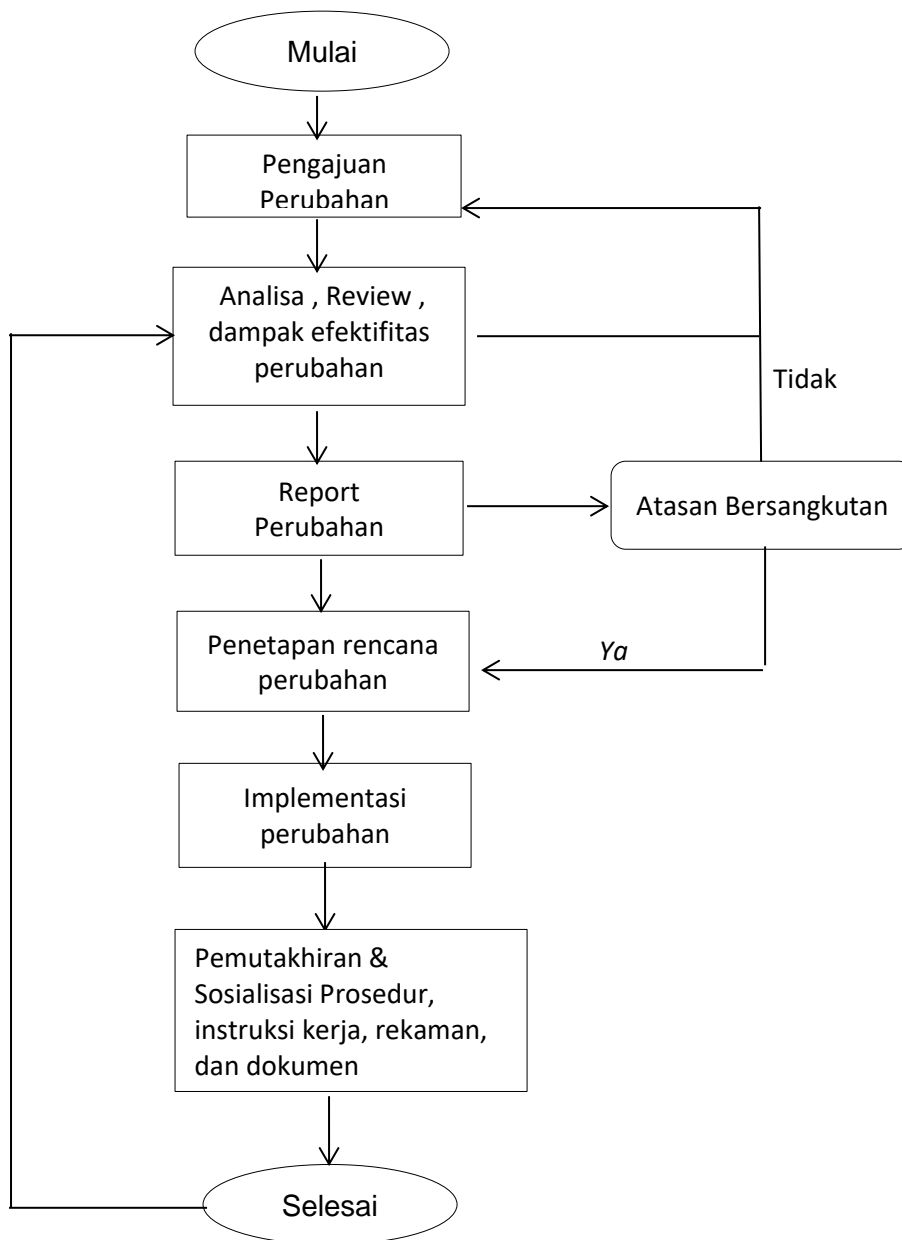 Mulai
Pengajuan
Perubahan
Analisa , Review ,
dampak efektifitas
perubahan
Tidak
Report
Perubahan
Atasan Bersangkutan
Penetapan rencana
perubahan
Ya
Implementasi
perubahan
Pemutakhiran &
Sosialisasi Prosedur,
instruksi kerja, rekaman,
dan dokumen
Selesai